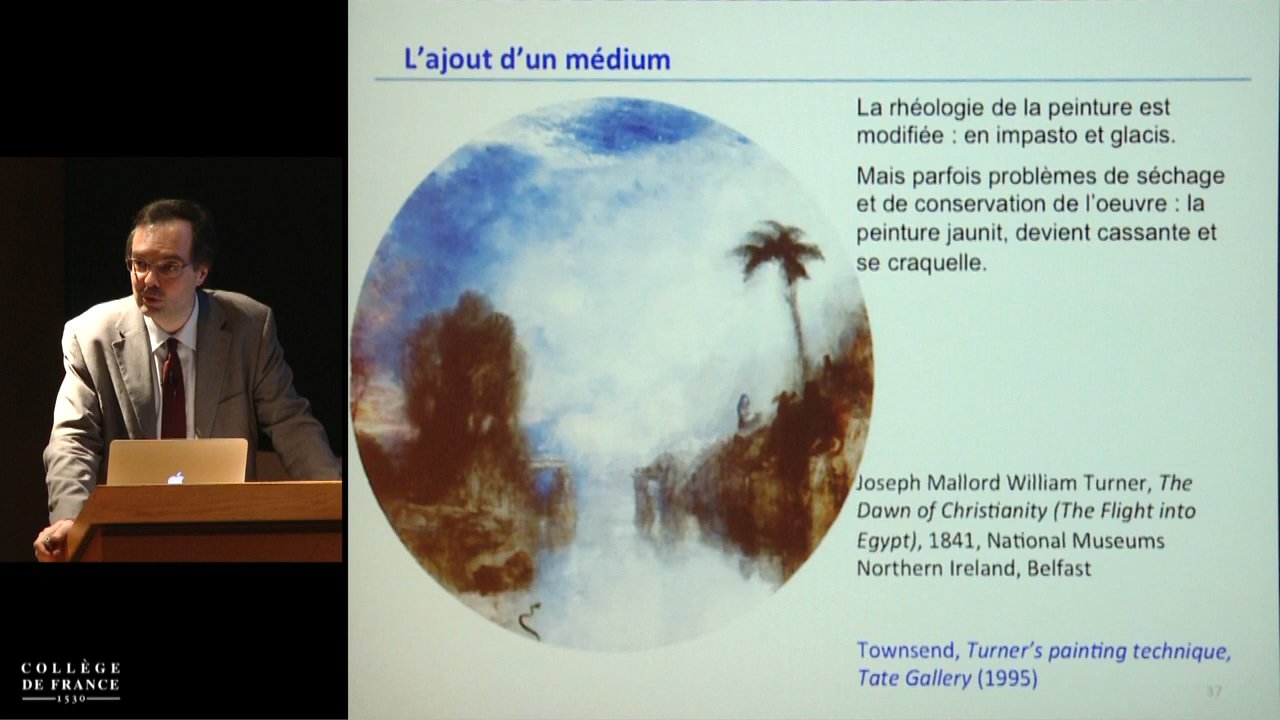 L'ajout d'un médium
La rhéologie de la peinture est
modifiée : en impasto et glacis.
Mais parfois problèmes de séchage
et de conservation de l'oeuvre : la
peinture jaunit, devient cassante et
se craquelle.
Joseph Mallord William Turner, The
Dawn of Christianity (The Flight into
Egypt), 1841, National Museums
Northern Ireland, Belfast
Townsend, Turner's painting technique,
Tate Gallery (1995)
37
COLLÈGE
DE FRANCE
1530